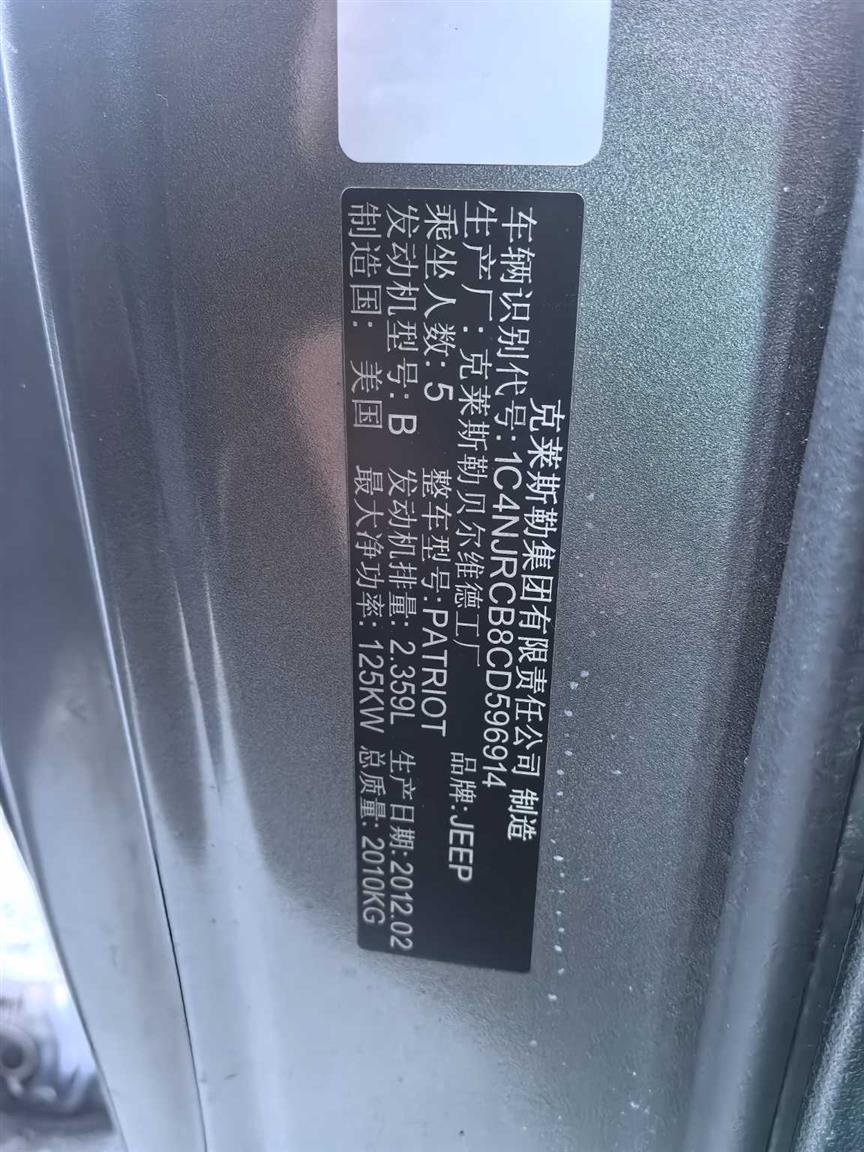 克莱斯勒集团有限责任公司 制造
车辆识别代号: 1C4NJRCB8CD596914
生产厂: 克莱斯勒贝尔维德工厂 品牌: JEEP
乘坐人数: 5 整车型号: PATRIOT
发动机型号: B 发动机排量: 2.359L 生产日期: 2012.02
制造国: 美国 最大净功率: 125KW 总质量: 2010KG